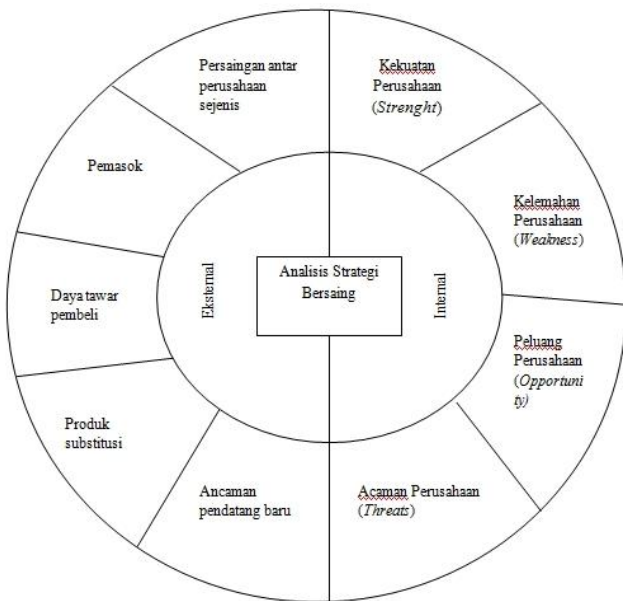 Persaingan antar
perusahaan
sejenis
Kekuatan
Perusahaan
(Strenght)
Pemasok
Kelemahan
Perusahaan
(Weakness)
Eksternal
Analisis Strategi
Bersaing
Internal
Daya tawar
pembeli
Peluang
Perusahaan
(Opportuni
ty)
Produk
substitusi
Ancaman
pendatang baru
Acaman Perusahaan
(Threats)